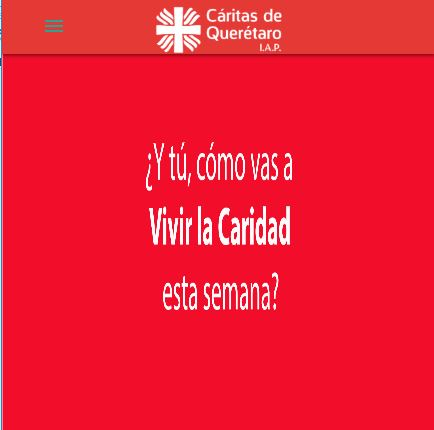 Cáritas de
Querétaro
I.A.P.
¿Y tú, cómo vas a
Vivir la Caridad
esta semana?